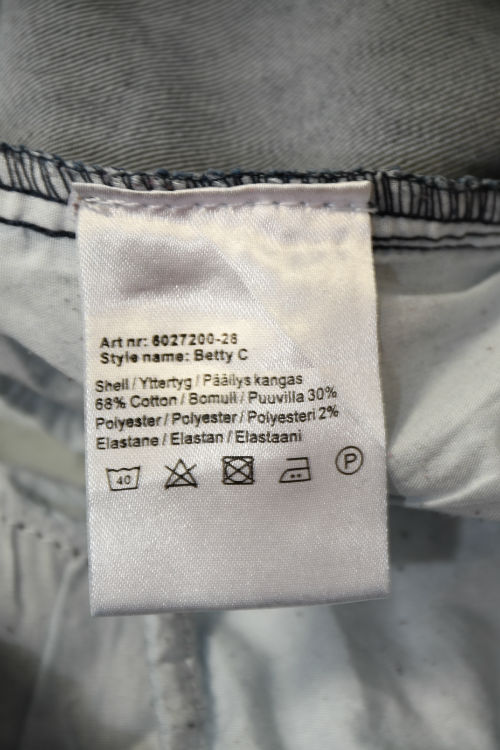 Art nr: 6027200-28
Style name: Betty C
Shell / Yttertyg / Päällys kangas
68% Cotton / Bomull / Puuvilla 30%
Polyester / Polyester / Polyesteri 2%
Elastane / Elastan / Elastaani
40
P